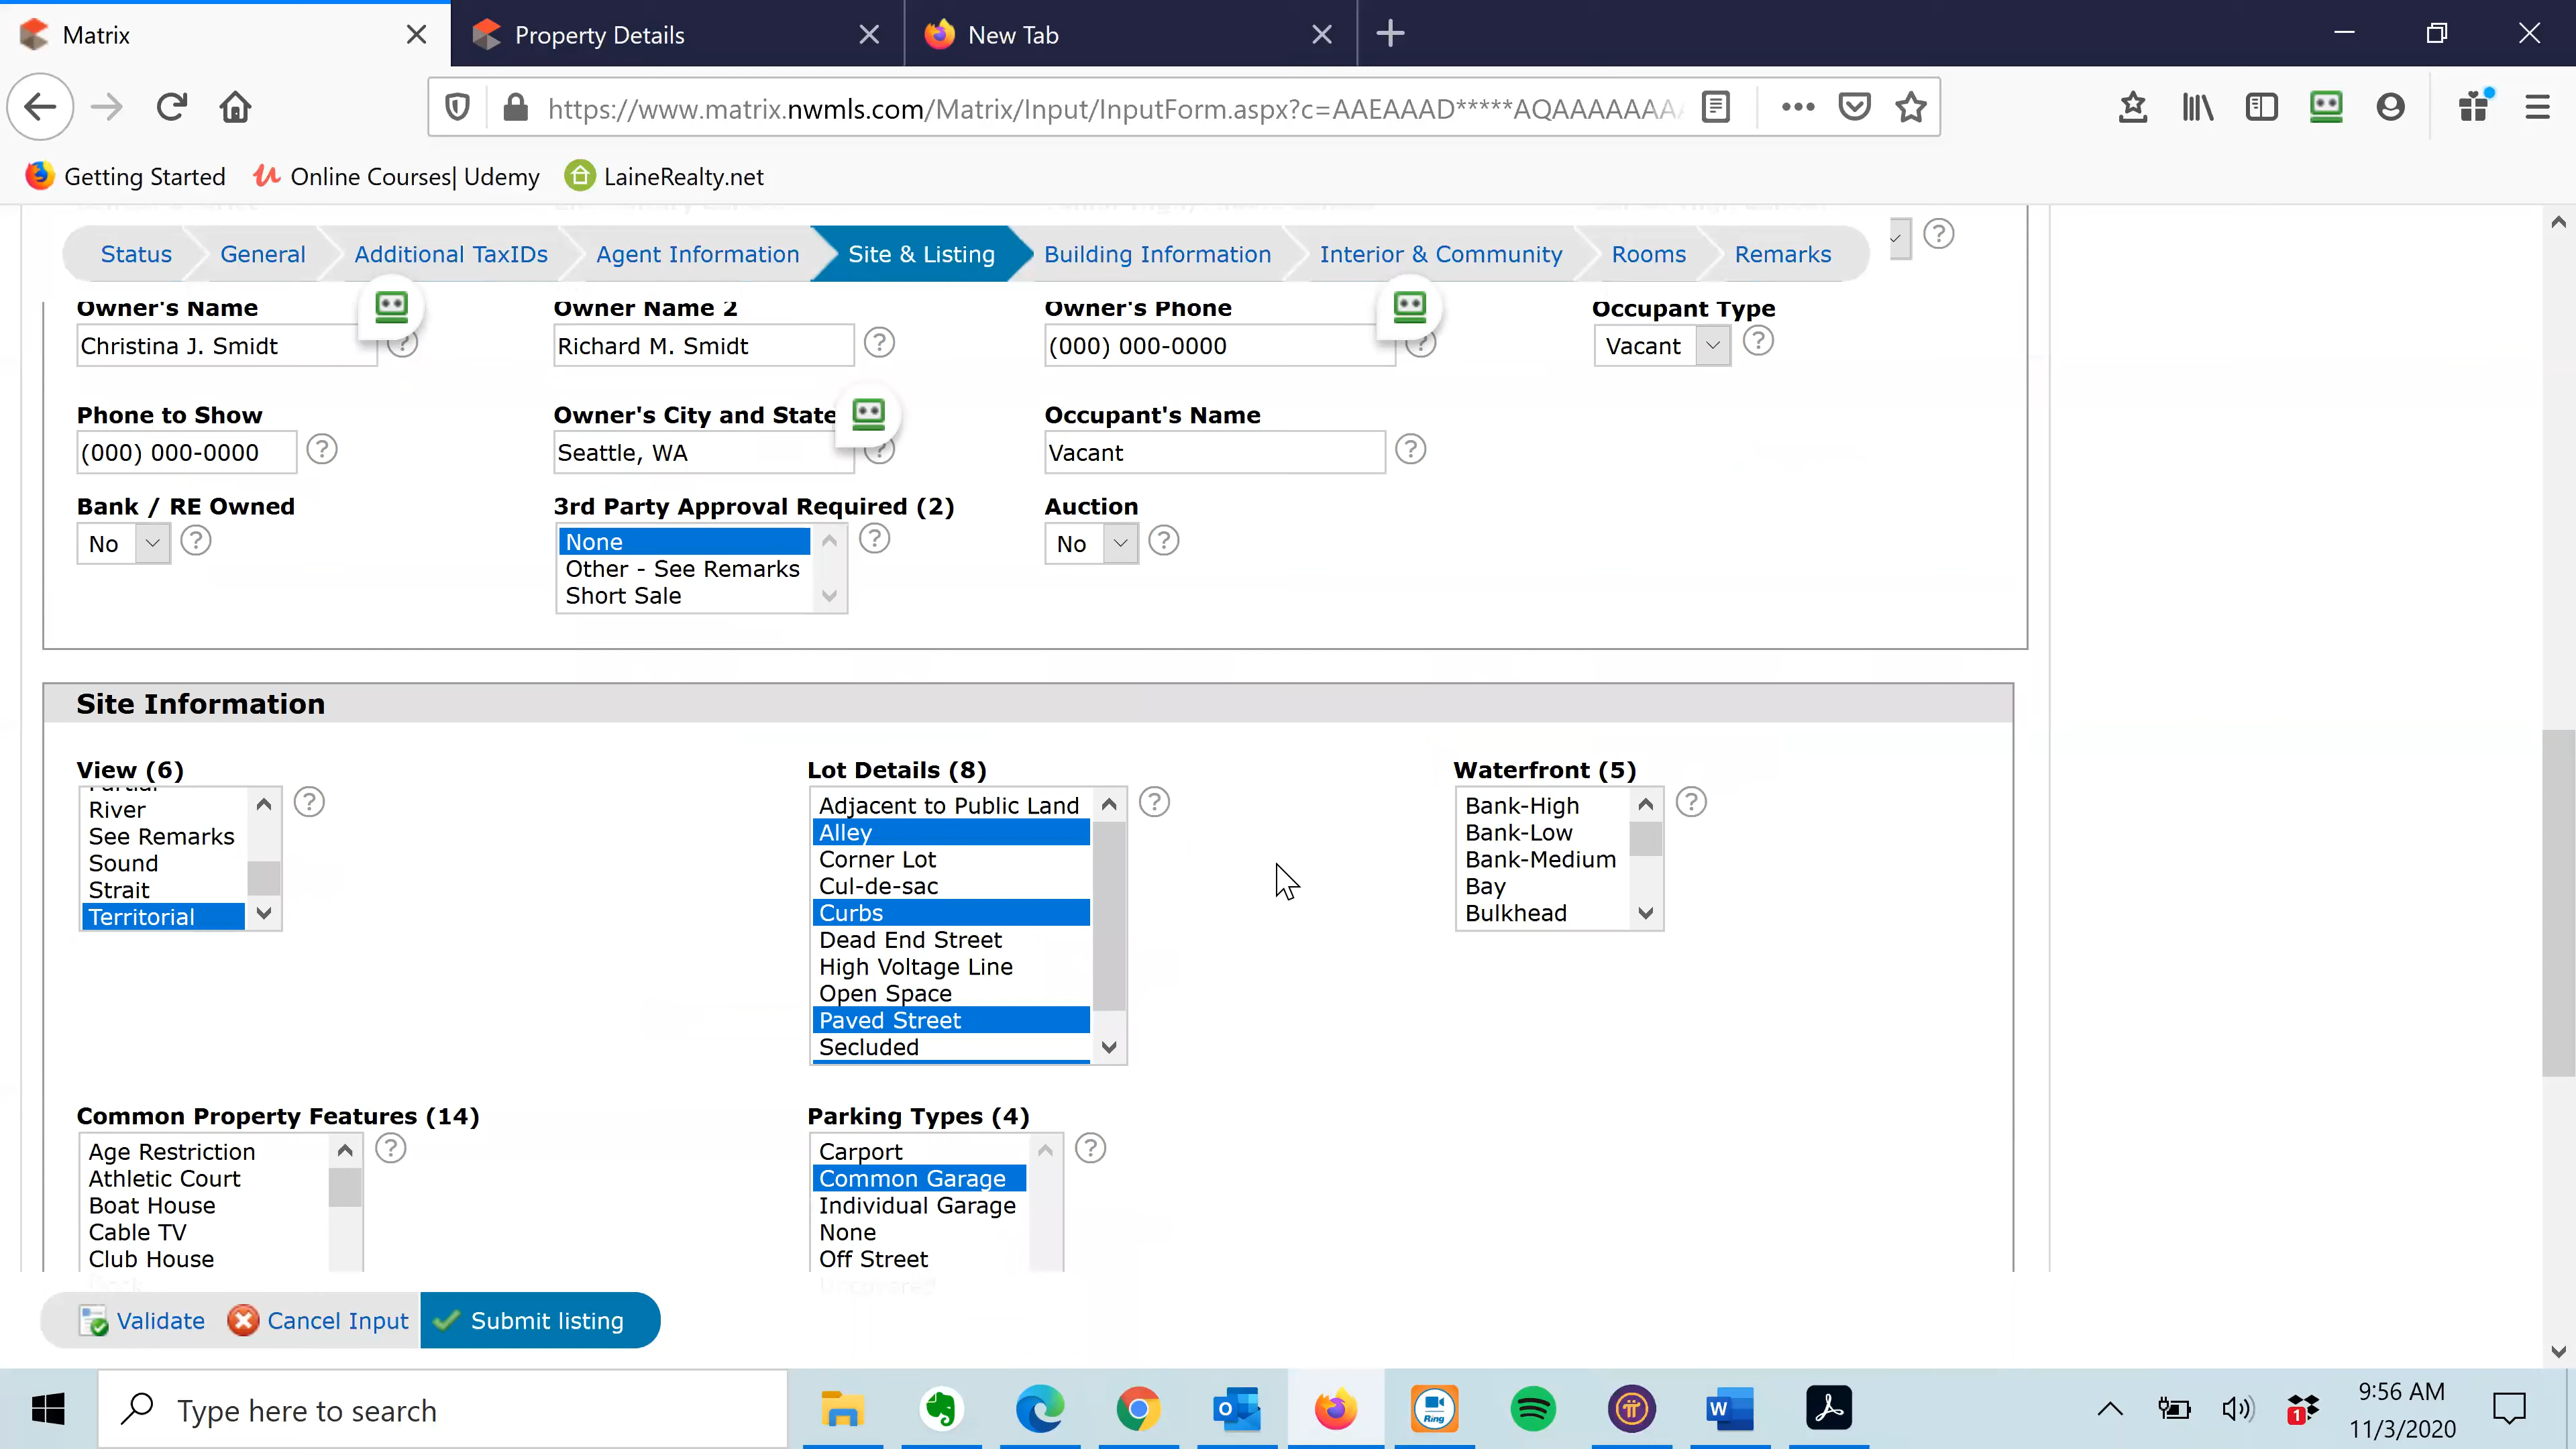 Matrix
Property Details
New Tab
https://www.matrix.nwmls.com/Matrix/Input/InputForm.aspx?c=AAEAAAD*****AQAAAAAAAA
Getting Started
Online Courses| Udemy
LaineRealty.net
Status
General
Additional TaxIDs
Agent Information
Site & Listing
Building Information
Interior & Community
Rooms
Remarks
Owner's Name
Owner Name 2
Owner's Phone
Occupant Type
Christina J. Smidt
Richard M. Smidt
(000) 000-0000
Vacant
Phone to Show
Owner's City and State
Occupant's Name
(000) 000-0000
Seattle, WA
Vacant
Bank / RE Owned
3rd Party Approval Required (2)
Auction
No
None
Other - See Remarks
Short Sale
No
Site Information
View (6)
Lot Details (8)
Waterfront (5)
Partial
River
See Remarks
Sound
Strait
Territorial
Adjacent to Public Land
Alley
Corner Lot
Cul-de-sac
Curbs
Dead End Street
High Voltage Line
Open Space
Paved Street
Secluded
Bank-High
Bank-Low
Bank-Medium
Bay
Bulkhead
Common Property Features (14)
Parking Types (4)
Age Restriction
Athletic Court
Boat House
Cable TV
Club House
Carport
Common Garage
Individual Garage
None
Off Street
Uncovered
Validate
Cancel Input
Submit listing
Type here to search
Ring
1
9:56 AM
11/3/2020